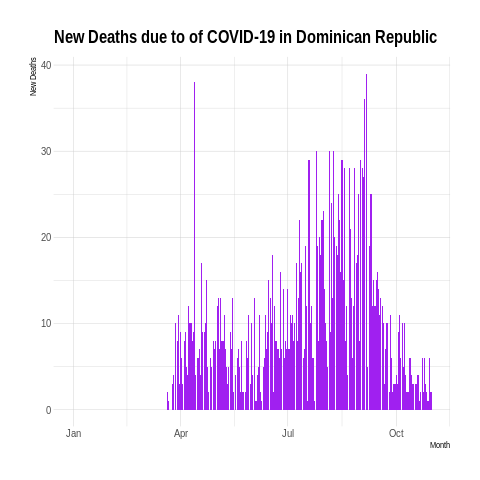 New Deaths due to of COVID-19 in Dominican Republic
New Deaths
40
30
20
10
0
Jan Apr Jul Oct
Month